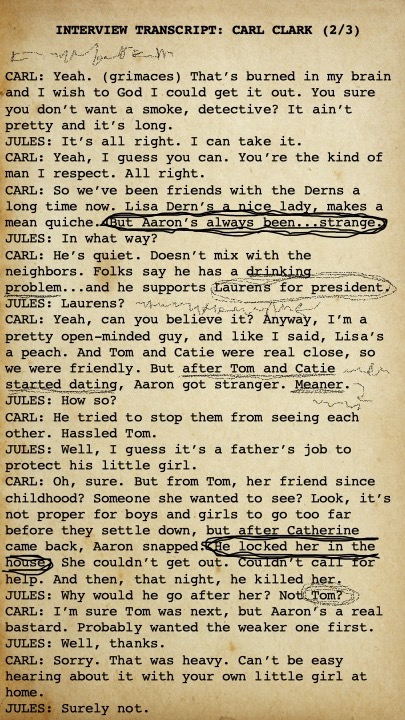 INTERVIEW TRANSCRIPT: CARL CLARK (2/3)
CARL: Yeah. (grimaces) That's burned in my brain
and I wish to God I could get it out. You sure
you don't want a smoke, detective? It ain't
pretty and it's long.
JULES: It's all right. I can take it.
CARL: Yeah, I guess you can. You're the kind of
man I respect. All right.
CARL: So we've been friends with the Derns a
long time now. Lisa Dern's a nice lady, makes a
mean quiche. But Aaron's always been...strange.
JULES: In what way?
CARL: He's quiet. Doesn't mix with the
neighbors. Folks say he has a drinking
problem...and he supports Laurens for president.
JULES: Laurens?
CARL: Yeah, can you believe it? Anyway, I'm a
pretty open-minded guy, and like I said, Lisa's
a peach. And Tom and Catie were real close, so
we were friendly. But after Tom and Catie
started dating, Aaron got stranger. Meaner.
JULES: How so?
CARL: He tried to stop them from seeing each
other. Hassled Tom.
JULES: Well, I guess it's a father's job to
protect his little girl.
CARL: Oh, sure. But from Tom, her friend since
childhood? Someone she wanted to see? Look, it's
not proper for boys and girls to go too far
before they settle down, but after Catherine
came back, Aaron snapped. He locked her in the
house. She couldn't get out. Couldn't call for
help. And then, that night, he killed her.
JULES: Why would he go after her? Not Tom?
CARL: I'm sure Tom was next, but Aaron's a real
bastard. Probably wanted the weaker one first.
JULES: Well, thanks.
CARL: Sorry. That was heavy. Can't be easy
hearing about it with your own little girl at
home.
JULES: Surely not.